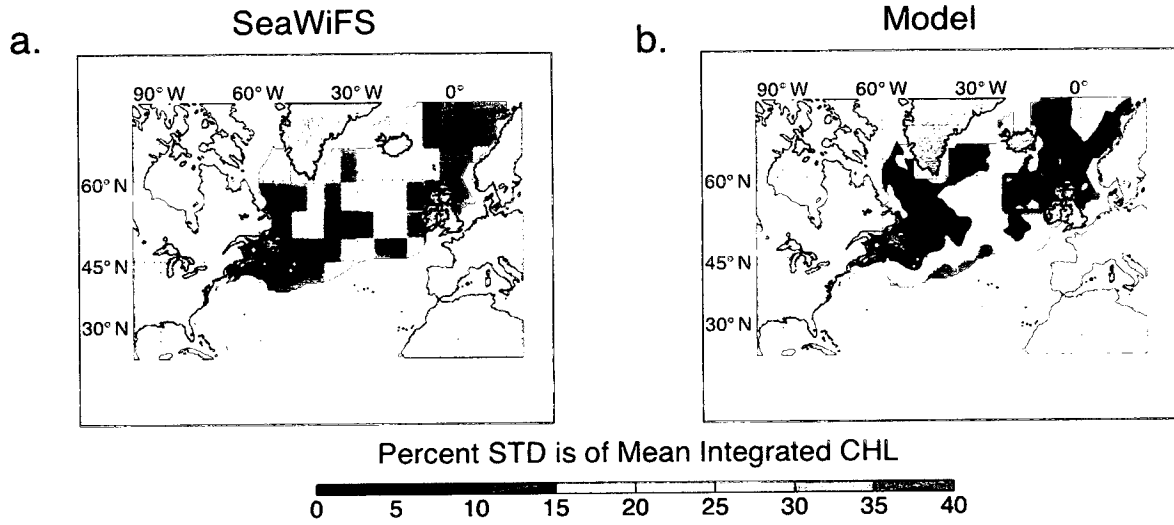 SeaWiFS
Model
a.
b.
90° W 60° W 30° W 0°
90° W 60° W 30° W 0°
60° N
60° N
45° N
45° N
30° N
30° N
Percent STD is of Mean Integrated CHL
0 5 10 15 20 25 30 35 40